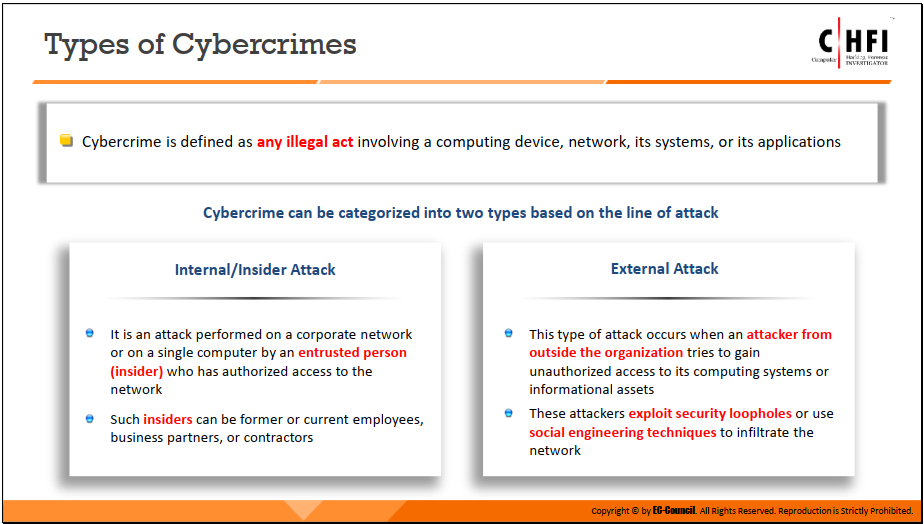 Types of Cybercrimes
CHFI
Computer Hacking Forensic
INVESTIGATOR
Cybercrime is defined as any illegal act involving a computing device, network, its systems, or its applications
Cybercrime can be categorized into two types based on the line of attack
Internal/Insider Attack
It is an attack performed on a corporate network
or on a single computer by an entrusted person
(insider) who has authorized access to the
network
Such insiders can be former or current employees,
business partners, or contractors
External Attack
This type of attack occurs when an attacker from
outside the organization tries to gain
unauthorized access to its computing systems or
informational assets
These attackers exploit security loopholes or use
social engineering techniques to infiltrate the
network
Copyright © by EC-Council. All Rights Reserved. Reproduction is Strictly Prohibited.